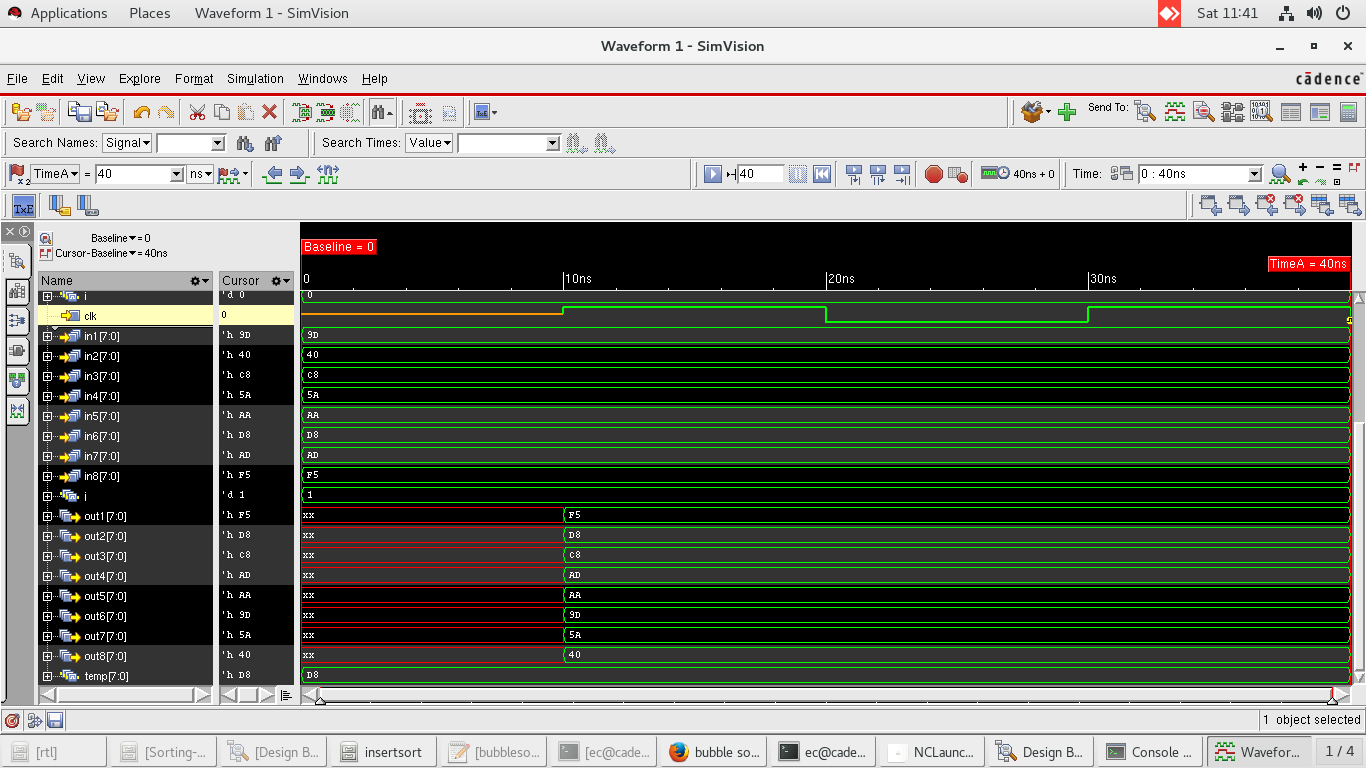 Applications Places Waveform 1 - SimVision Sat 11:41
Waveform 1 - SimVision
File Edit View Explore Format Simulation Windows Help cādence
Send To:
Search Names: Signal Search Times: Value
TimeA = 40 ns 40 40ns + 0 Time: 0 : 40ns
TxE
Baseline = 0
Cursor-Baseline = 40ns
Baseline = 0
TimeA = 40ns
Name Cursor 0 10ns 20ns 30ns
i 'd 0 0
clk 0
in1[7:0] 'h 9D 9D
in2[7:0] 'h 40 40
in3[7:0] 'h C8 C8
in4[7:0] 'h 5A 5A
in5[7:0] 'h AA AA
in6[7:0] 'h D8 D8
in7[7:0] 'h AD AD
in8[7:0] 'h F5 F5
j 'd 1 1
out1[7:0] 'h F5 xx F5
out2[7:0] 'h D8 xx D8
out3[7:0] 'h C8 xx C8
out4[7:0] 'h AD xx AD
out5[7:0] 'h AA xx AA
out6[7:0] 'h 9D xx 9D
out7[7:0] 'h 5A xx 5A
out8[7:0] 'h 40 xx 40
temp[7:0] 'h D8 D8
1 object selected
[rtl] [Sorting-... [Design B... insertsort [bubbleso... [ec@cade... bubble so... ec@cade... NCLaunc... Design B... Console ... Wavefor... 1 / 4